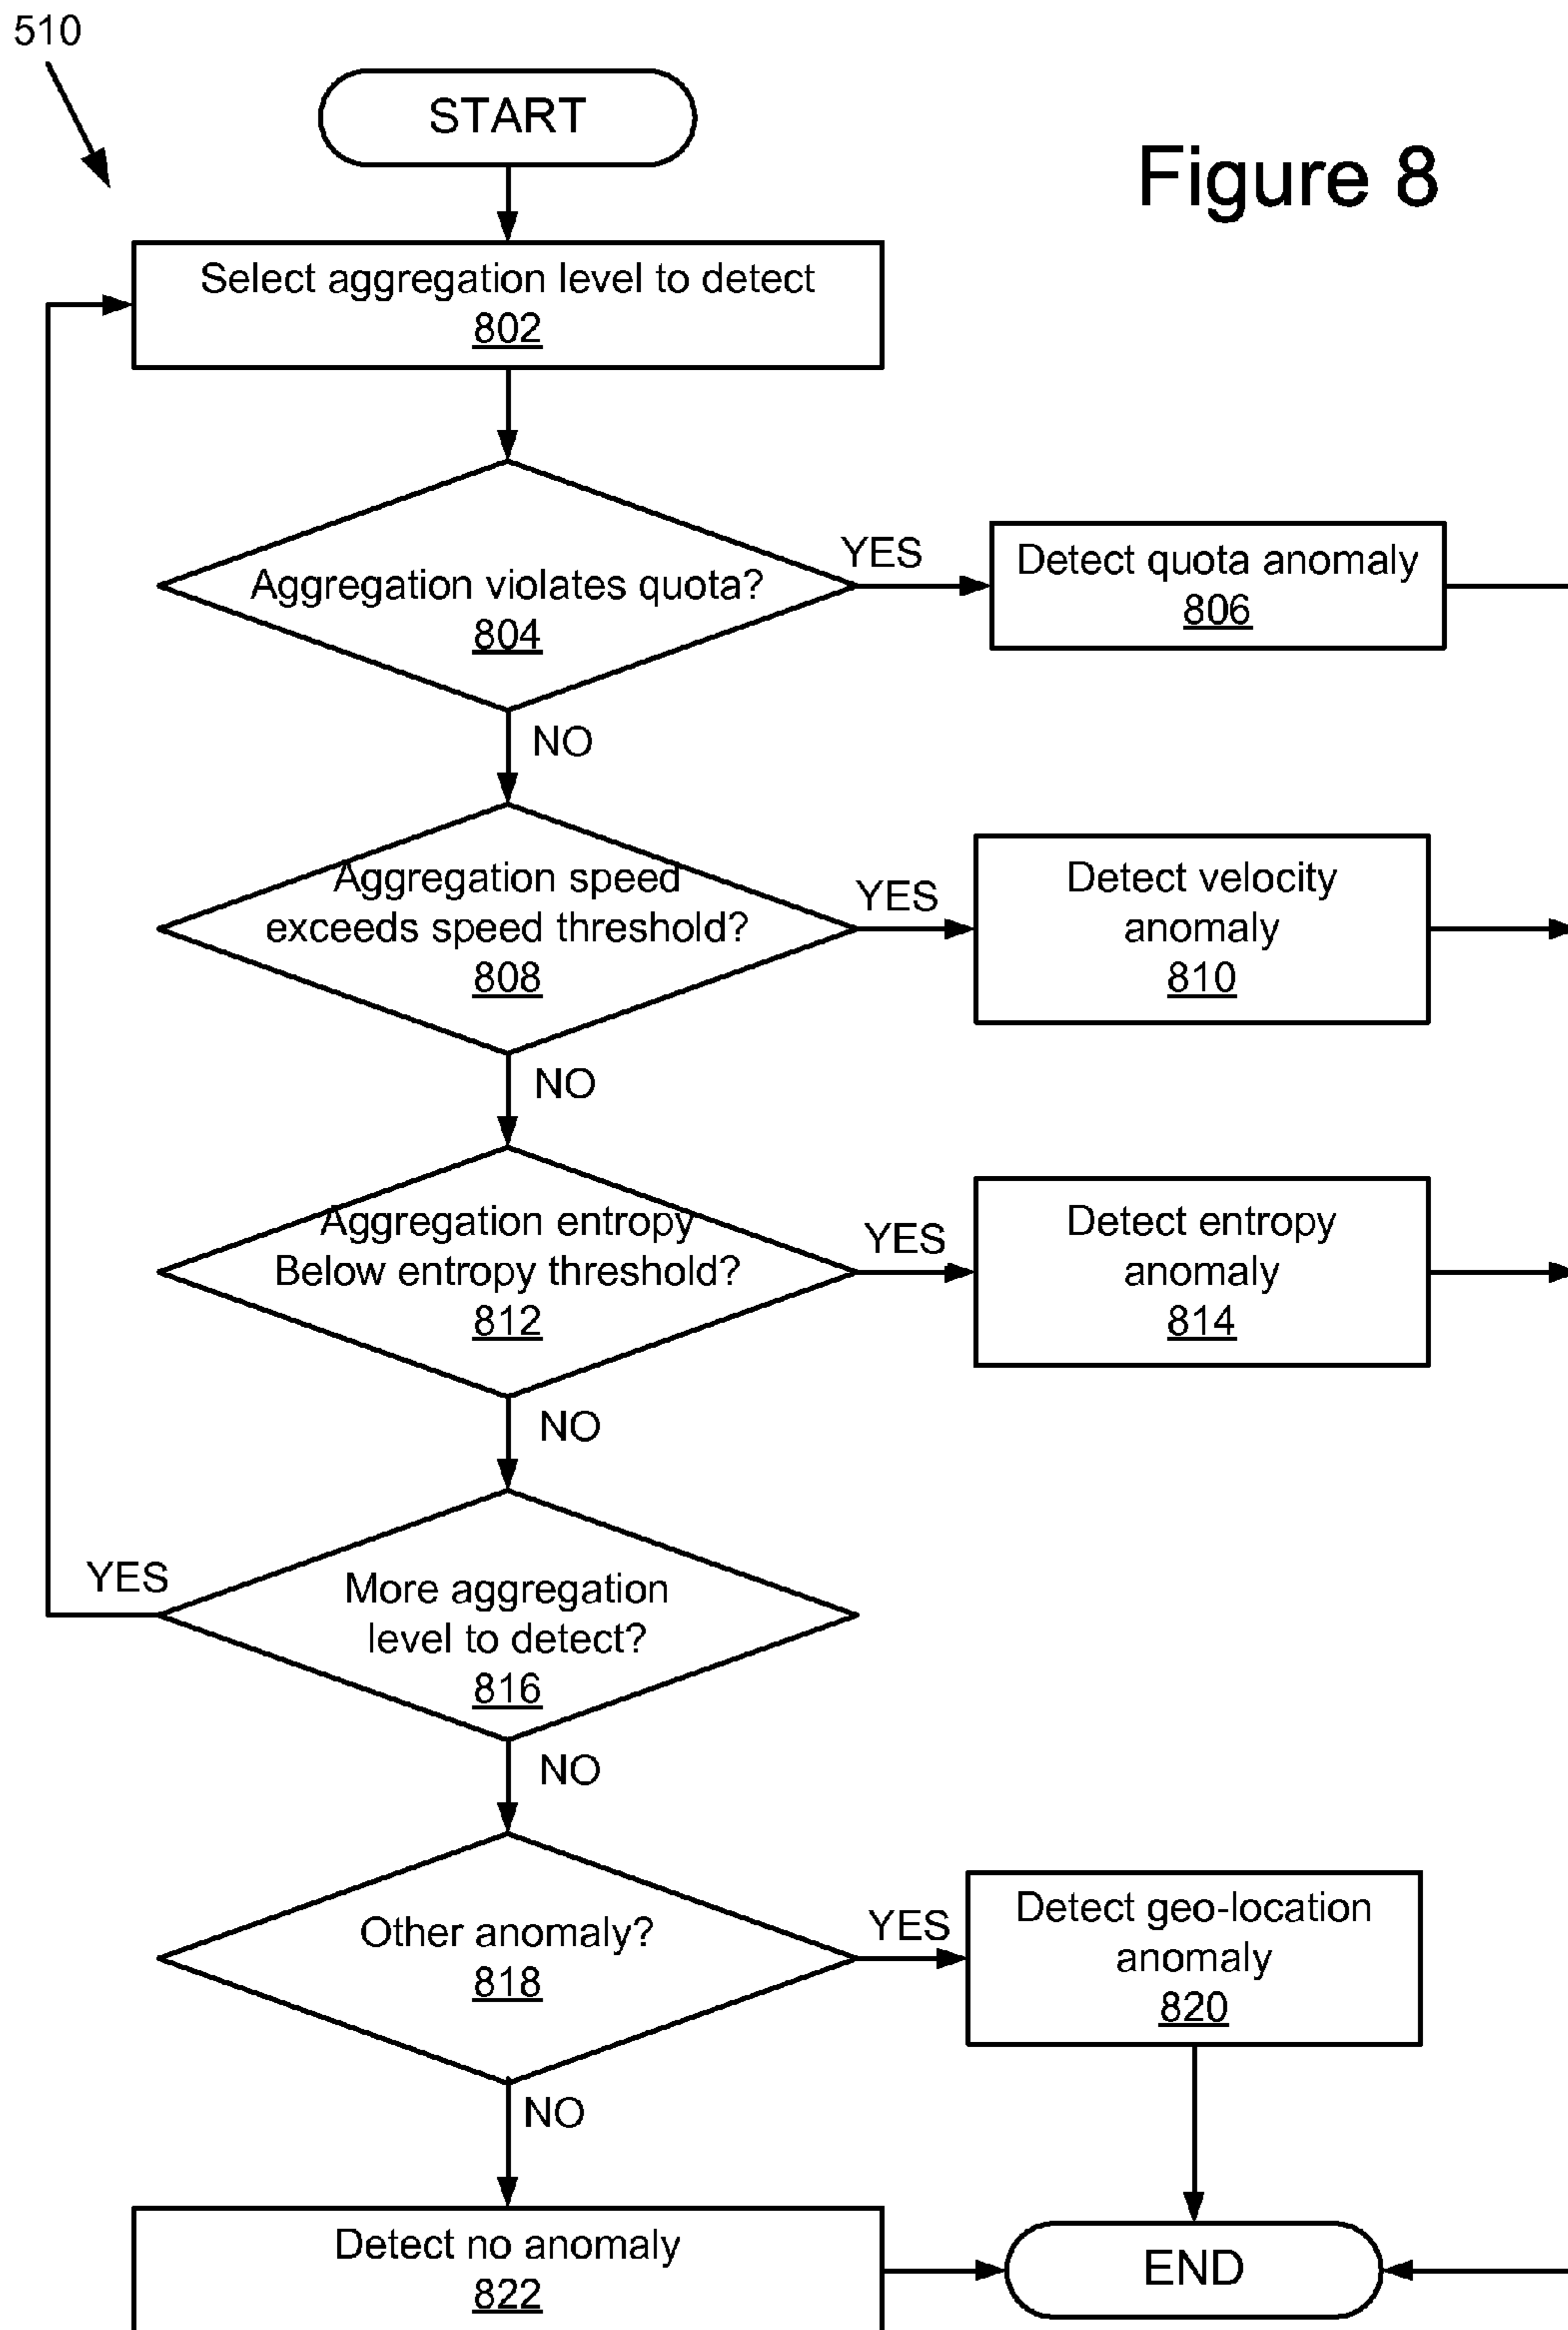 510
START
Figure 8
Select aggregation level to detect
802
Aggregation violates quota?
804
YES
Detect quota anomaly
806
NO
Aggregation speed
exceeds speed threshold?
808
YES
Detect velocity
anomaly
810
NO
Aggregation entropy
Below entropy threshold?
812
YES
Detect entropy
anomaly
814
NO
YES
More aggregation
level to detect?
816
NO
Other anomaly?
818
YES
Detect geo-location
anomaly
820
NO
Detect no anomaly
822
END